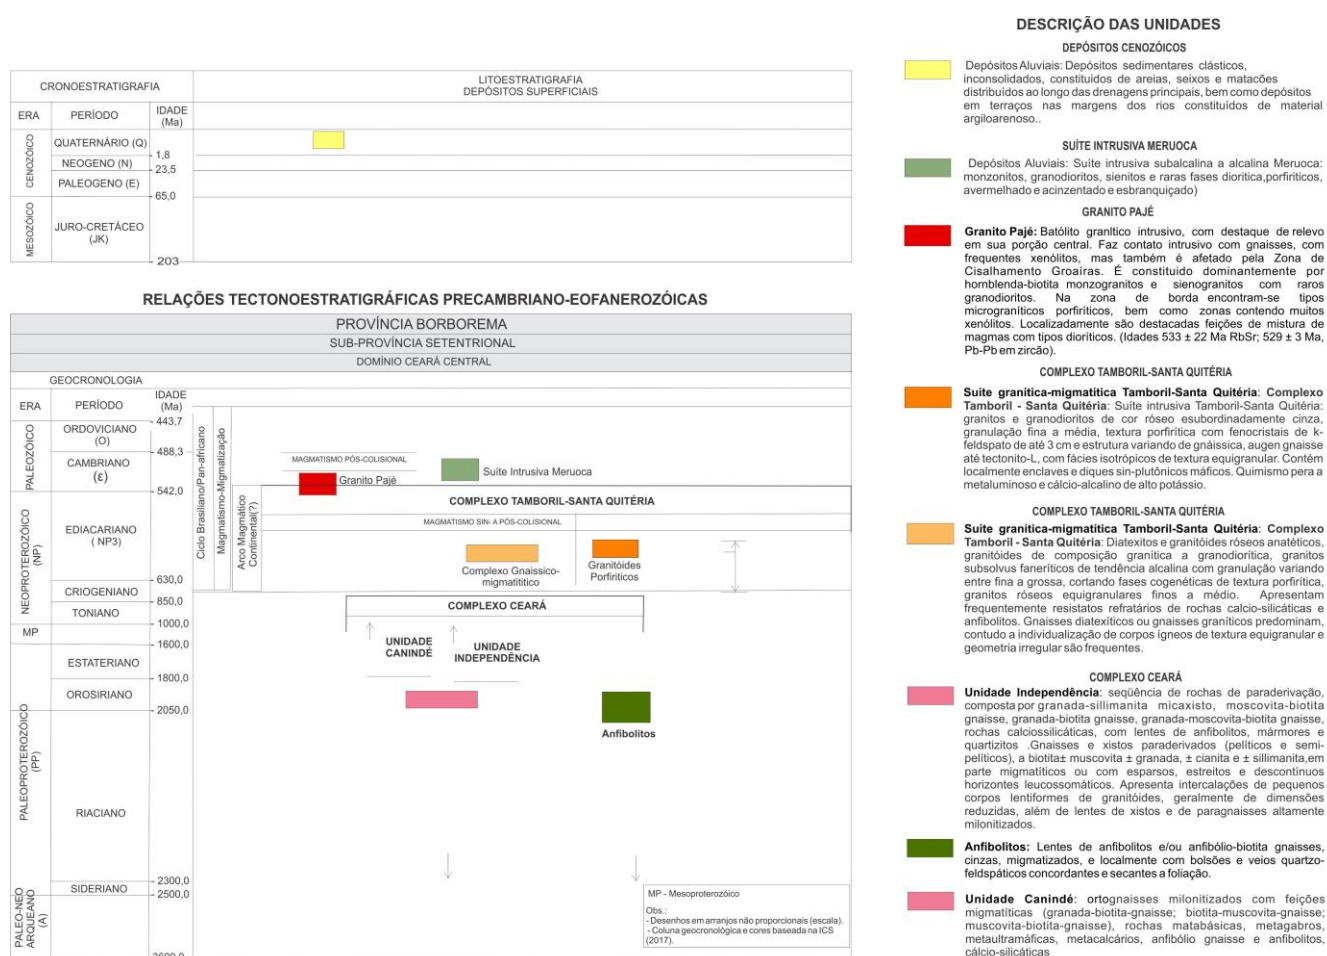 CRONOESTRATIGRAFIA
LITOESTRATIGRAFIA
DEPÓSITOS SUPERFICIAIS
ERA
PERÍODO
IDADE
(Ma)
CENOZÓICO
QUATERNÁRIO (Q)
1,8
NEOGENO (N)
23,5
PALEOGENO (E)
65,0
MESOZÓICO
JURO-CRETÁCEO
(JK)
203
RELAÇÕES TECTONOESTRATIGRÁFICAS PRECAMBRIANO-EOFANEROZÓICAS
PROVÍNCIA BORBOREMA
SUB-PROVÍNCIA SETENTRIONAL
DOMÍNIO CEARÁ CENTRAL
GEOCRONOLOGIA
ERA
PERÍODO
IDADE
(Ma)
443,7
PALEOZÓICO
ORDOVICIANO
(O)
488,3
CAMBRIANO
(ε)
542,0
NEOPROTEROZÓICO
(NP)
EDIACARIANO
( NP3)
630,0
CRIOGENIANO
850,0
TONIANO
1000,0
MP
1600,0
ESTATERIANO
1800,0
OROSIRIANO
2050,0
PALEOPROTEROZÓICO
(PP)
RIACIANO
2300,0
SIDERIANO
2500,0
PALEO-NEO
ARQUEANO
(A)
Ciclo Brasiliano/Pan-africano
Magmatismo-Migmatização
Arco Magmático
Continental(?)
MAGMATISMO PÓS-COLISIONAL
Granito Pajé
Suíte Intrusiva Meruoca
COMPLEXO TAMBORIL-SANTA QUITÉRIA
MAGMATISMO SIN- A PÓS-COLISIONAL
Complexo Gnaissico-
migmatititico
Granitóides
Porfiriticos
COMPLEXO CEARÁ
UNIDADE
CANINDÉ
UNIDADE
INDEPENDÊNCIA
Anfibolitos
MP - Mesoproterozóico
Obs.:
- Desenhos em arranjos não proporcionais (escala).
- Coluna geocronológica e cores baseada na ICS
(2017).
DESCRIÇÃO DAS UNIDADES
DEPÓSITOS CENOZÓICOS
Depósitos Aluviais: Depósitos sedimentares clásticos,
inconsolidados, constituidos de areias, seixos e matacões
distribuídos ao longo das drenagens principais, bem como depósitos
em terraços nas margens dos rios constituídos de material
argiloarenoso..
SUÍTE INTRUSIVA MERUOCA
Depósitos Aluviais: Suíte intrusiva subalcalina a alcalina Meruoca:
monzonitos, granodioritos, sienitos e raras fases dioritica,porfiriticos,
avermelhado e acinzentado e esbranquiçado)
GRANITO PAJÉ
Granito Pajé: Batólito granltico intrusivo, com destaque de relevo
em sua porção central. Faz contato intrusivo com gnaisses, com
frequentes xenólitos, mas também é afetado pela Zona de
Cisalhamento Groaíras. É constituido dominantemente por
hornblenda-biotita monzogranitos e sienogranitos com raros
granodioritos. Na zona de borda encontram-se tipos
microgranÍticos porfiríticos, bem como zonas contendo muitos
xenólitos. Localizadamente são destacadas feições de mistura de
magmas com tipos dioríticos. (Idades 533 ± 22 Ma RbSr; 529 ± 3 Ma,
Pb-Pb em zircão).
COMPLEXO TAMBORIL-SANTA QUITÉRIA
Suíte granítica-migmatítica Tamboril-Santa Quitéria: Complexo
Tamboril - Santa Quitéria: Suíte intrusiva Tamboril-Santa Quitéria:
granitos e granodioritos de cor róseo esubordinadamente cinza,
granulação fina a média, textura porfirítica com fenocristais de k-
feldspato de até 3 cm e estrutura variando de gnáissica, augen gnaisse
até tectonito-L, com fácies isotrópicos de textura equigranular. Contém
localmente enclaves e diques sin-plutônicos máficos. Quimismo pera a
metaluminoso e cálcio-alcalino de alto potássio.
COMPLEXO TAMBORIL-SANTA QUITÉRIA
Suíte granítica-migmatítica Tamboril-Santa Quitéria: Complexo
Tamboril - Santa Quitéria: Diatexitos e granitóides róseos anatéticos,
granitóides de composição granítica a granodiorítica, granitos
subsolvus faneríticos de tendência alcalina com granulação variando
entre fina a grossa, cortando fases cogenéticas de textura porfirítica,
granitos róseos equigranulares finos a médio. Apresentam
frequentemente resistatos refratários de rochas calcio-silicáticas e
anfibolitos. Gnaisses diatexíticos ou gnaisses graníticos predominam,
contudo a individualização de corpos ígneos de textura equigranular e
geometria irregular são frequentes.
COMPLEXO CEARÁ
Unidade Independência: seqüência de rochas de paraderivação,
composta por granada-sillimanita micaxisto, moscovita-biotita
gnaisse, granada-biotita gnaisse, granada-moscovita-biotita gnaisse,
rochas calciossilicáticas, com lentes de anfibolitos, mármores e
quartizitos .Gnaisses e xistos paraderivados (pelíticos e semi-
pelíticos), a biotita± muscovita ± granada, ± cianita e ± sillimanita,em
parte migmatíticos ou com esparsos, estreitos e descontinuos
horizontes leucossomáticos. Apresenta intercalações de pequenos
corpos lentiformes de granitóides, geralmente de dimensões
reduzidas, além de lentes de xistos e de paragnaisses altamente
milonitizados.
Anfibolitos: Lentes de anfibolitos e/ou anfibólio-biotita gnaisses,
cinzas, migmatizados, e localmente com bolsões e veios quartzo-
feldspáticos concordantes e secantes a foliação.
Unidade Canindé: ortognaisses milonitizados com feições
migmatíticas (granada-biotita-gnaisse; biotita-muscovita-gnaisse;
muscovita-biotita-gnaisse), rochas matabásicas, metagabros,
metaultramáficas, metacalcários, anfibólio gnaisse e anfibolitos,
cálcio-silicáticas